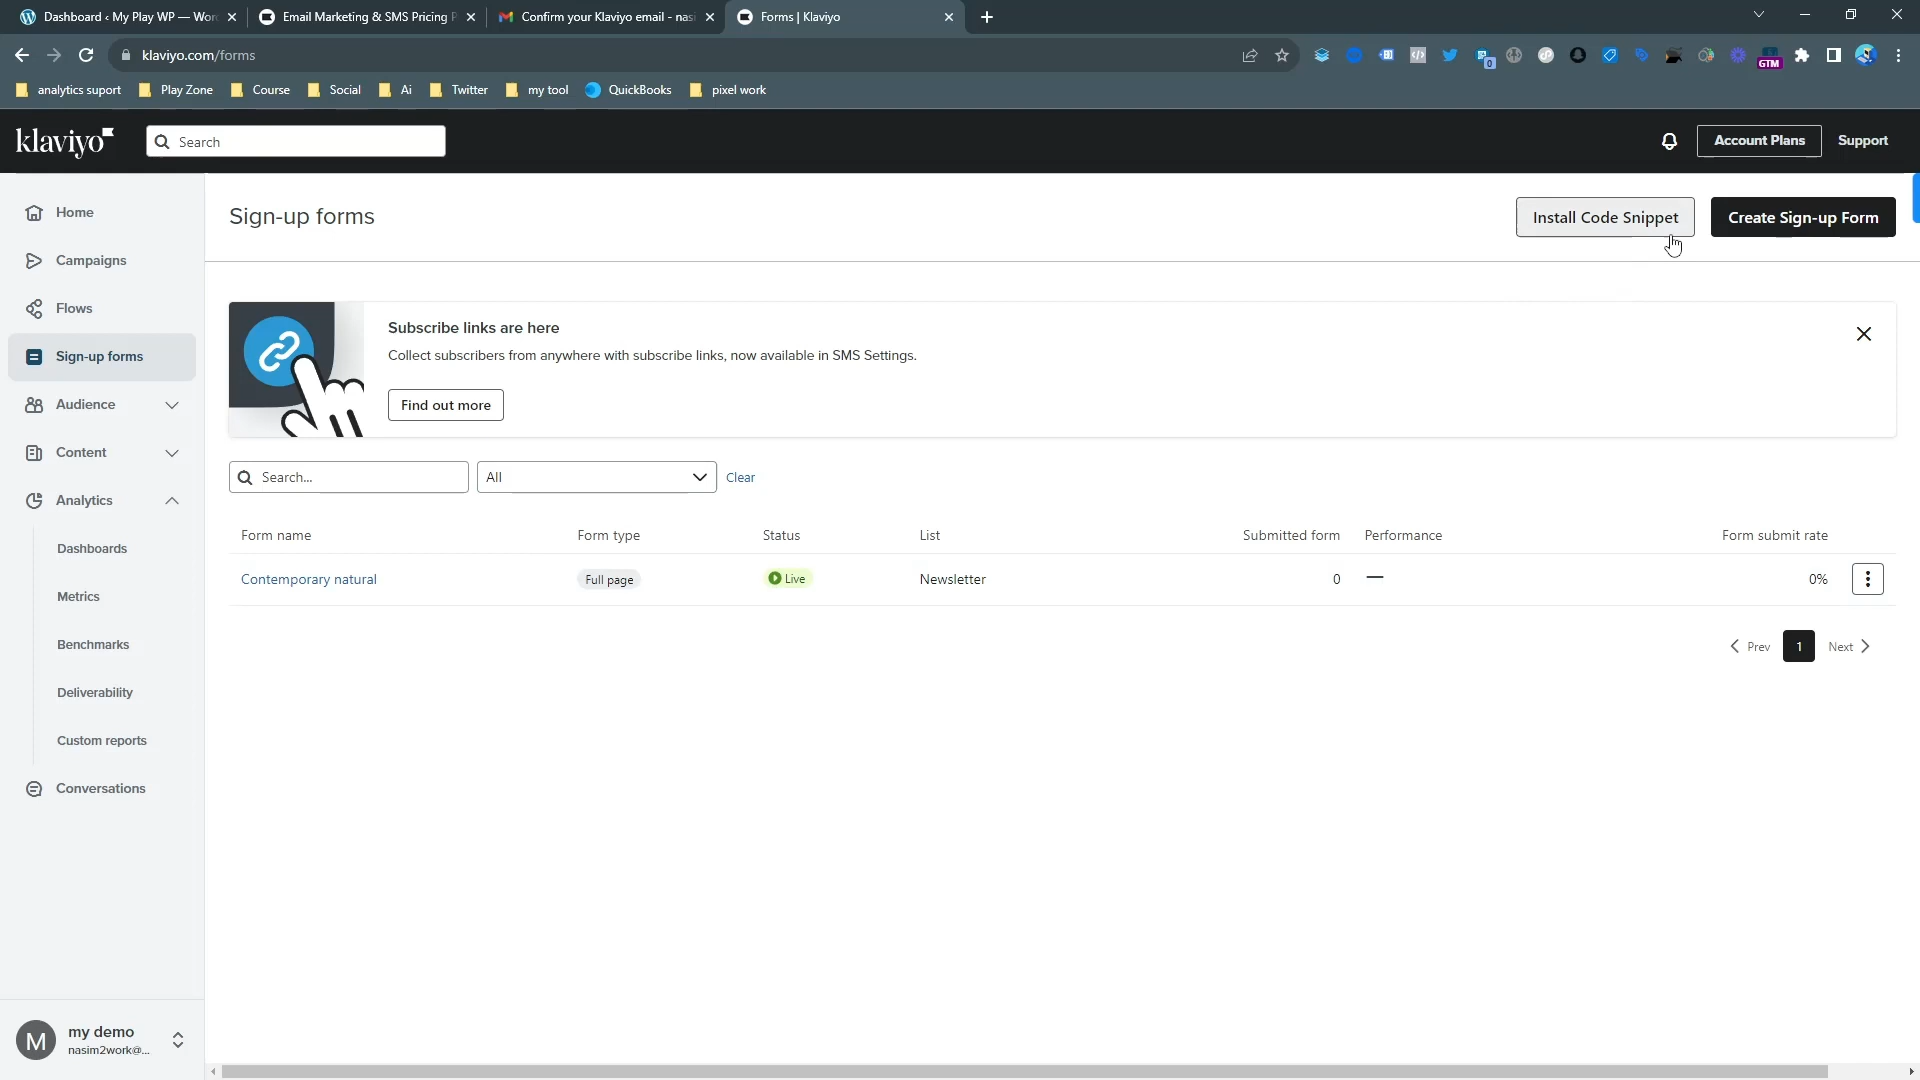 Dashboard ‹ My Play WP — Wor
Email Marketing & SMS Pricing P
Confirm your Klaviyo email - nasi
Forms | Klaviyo
klaviyo.com/forms
0
GTM
analytics suport
Play Zone
Course
Social
Ai
Twitter
my tool
QuickBooks
pixel work
klaviyo
Search
Account Plans
Support
Home
Campaigns
Flows
Sign-up forms
Audience
Content
Analytics
Dashboards
Metrics
Benchmarks
Deliverability
Custom reports
Conversations
M
my demo
nasim2work@...
Sign-up forms
Install Code Snippet
Create Sign-up Form
Subscribe links are here
Collect subscribers from anywhere with subscribe links, now available in SMS Settings.
Find out more
Search...
All
Clear
Form name Form type Status List Submitted form Performance Form submit rate
Contemporary natural Full page Live Newsletter 0 — 0%
Prev 1 Next